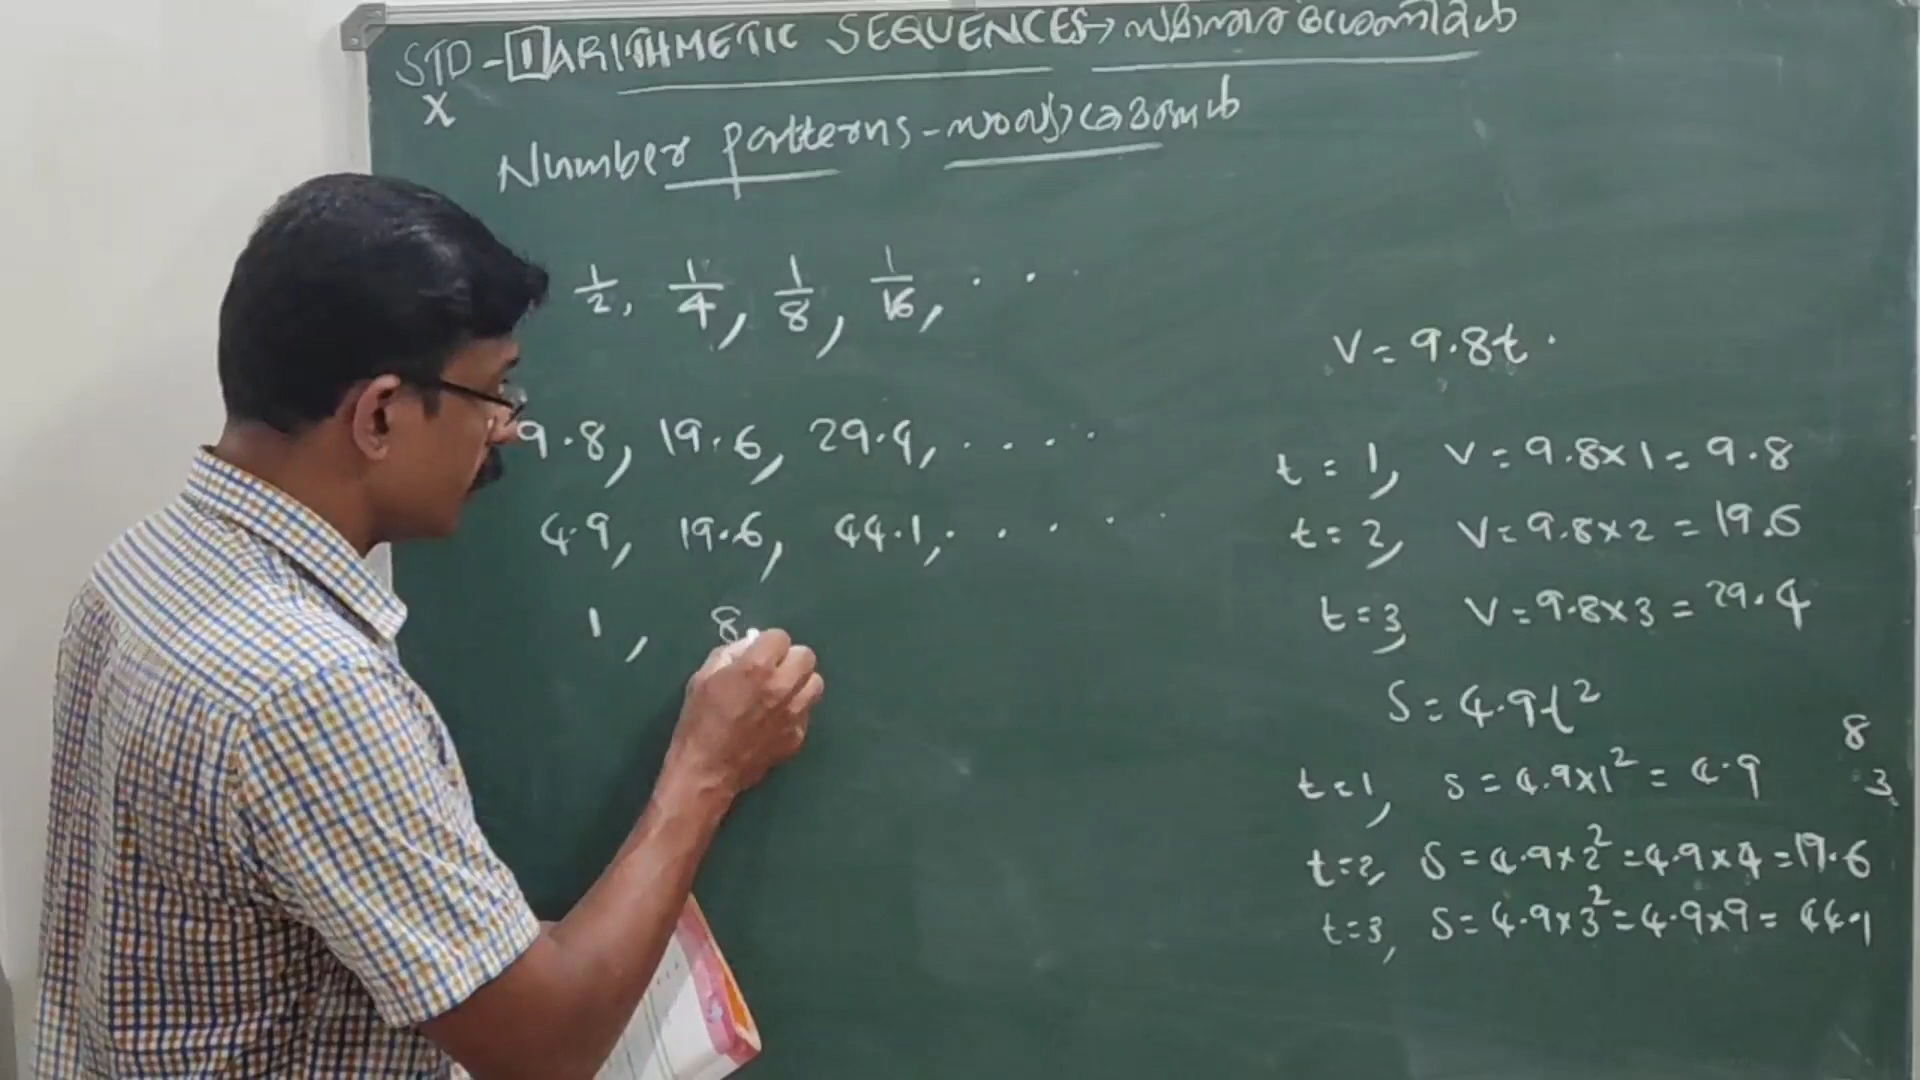 STD - 1 ARITHMETIC SEQUENCES → സമാന്തര ശ്രേണികൾ
X
Number patterns - സംഖ്യാക്രമങ്ങൾ
1/2, 1/4, 1/8, 1/16, . . .
9.8, 19.6, 29.4, . . . .
4.9, 19.6, 44.1, . . . . .
1, 8
V = 9.8t
t = 1, V = 9.8×1 = 9.8
t = 2, V = 9.8×2 = 19.6
t = 3, V = 9.8×3 = 29.4
S = 4.9t²
8
3
t = 1, s = 4.9×1² = 4.9
t = 2, S = 4.9×2² = 4.9×4 = 19.6
t = 3, S = 4.9×3² = 4.9×9 = 44.1